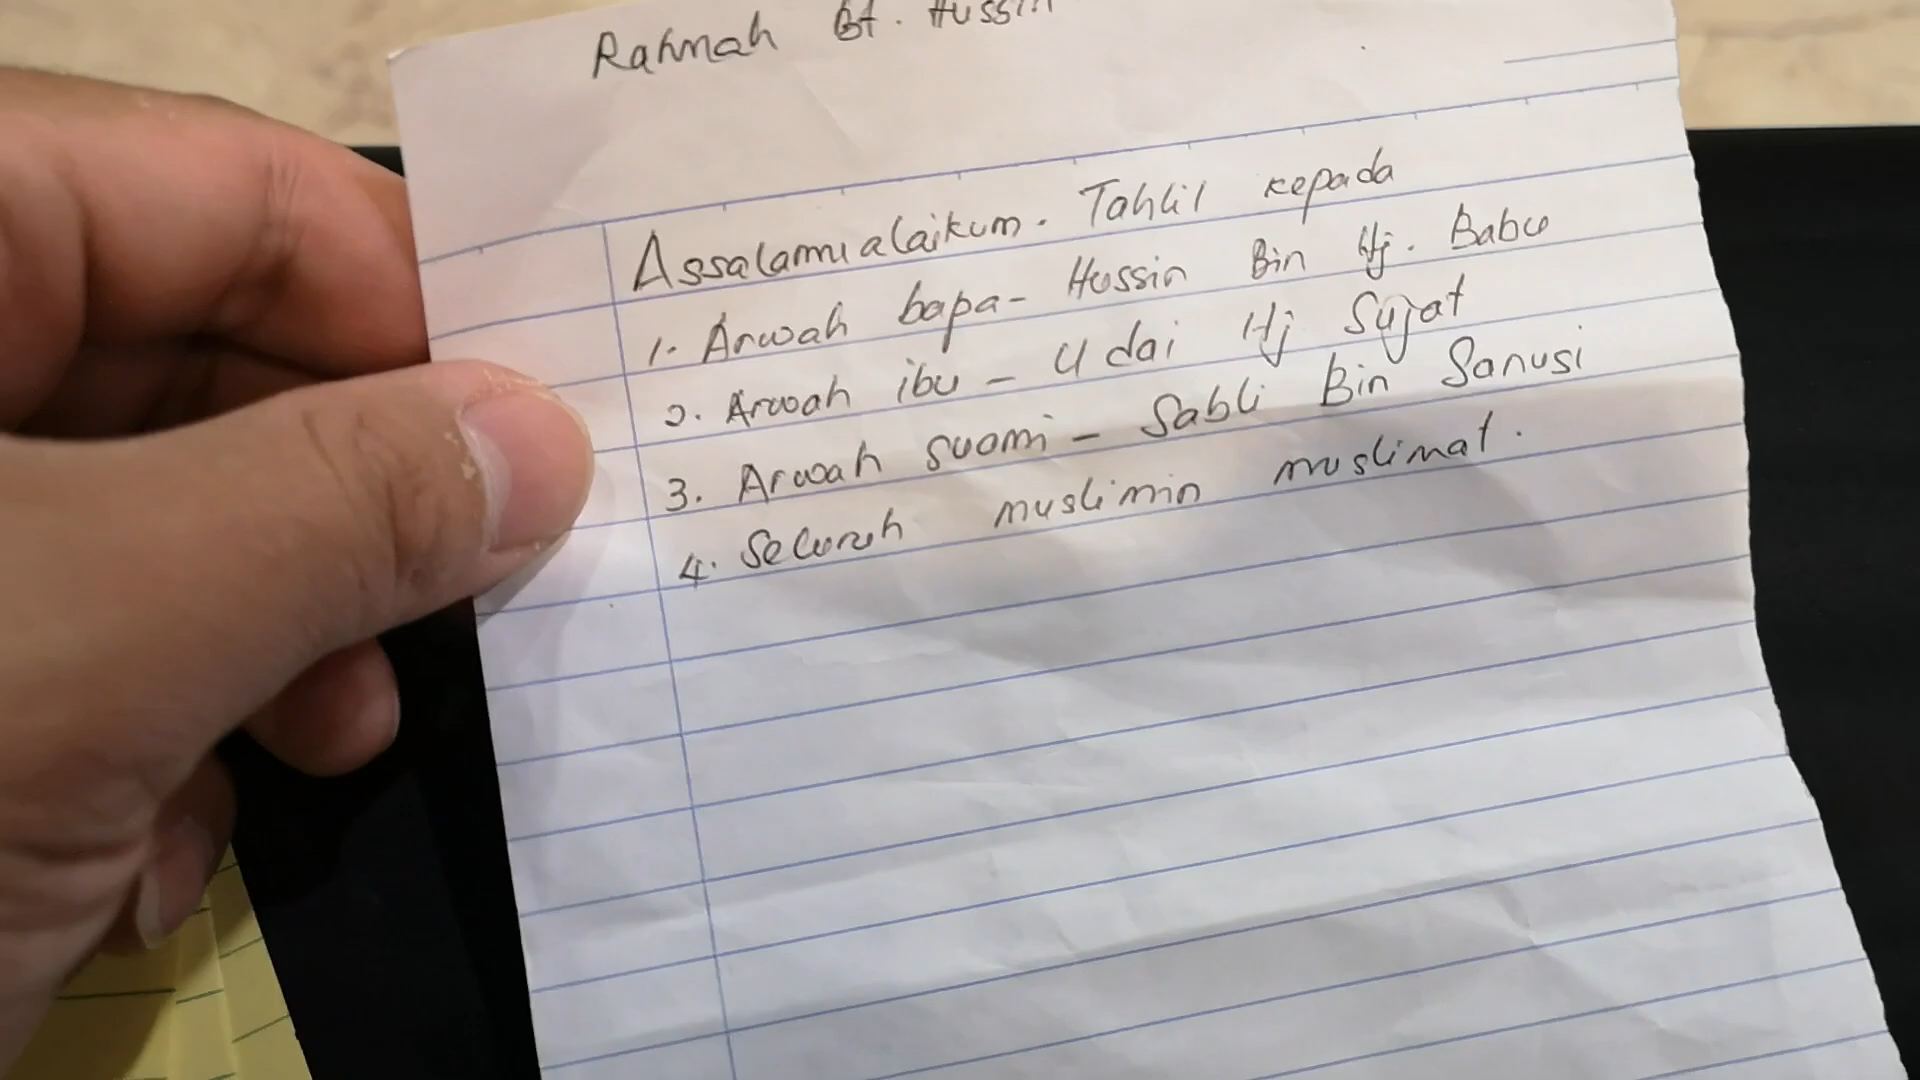 Rahmah Bt. Hussin
Assalamualaikum. Tahlil kepada
1. Arwah bapa - Hussin Bin Hj. Babu
2. Arwah ibu - Udai Hj Sujat
3. Arwah suami - Sabli Bin Sanusi
4. Seluruh muslimin muslimat.